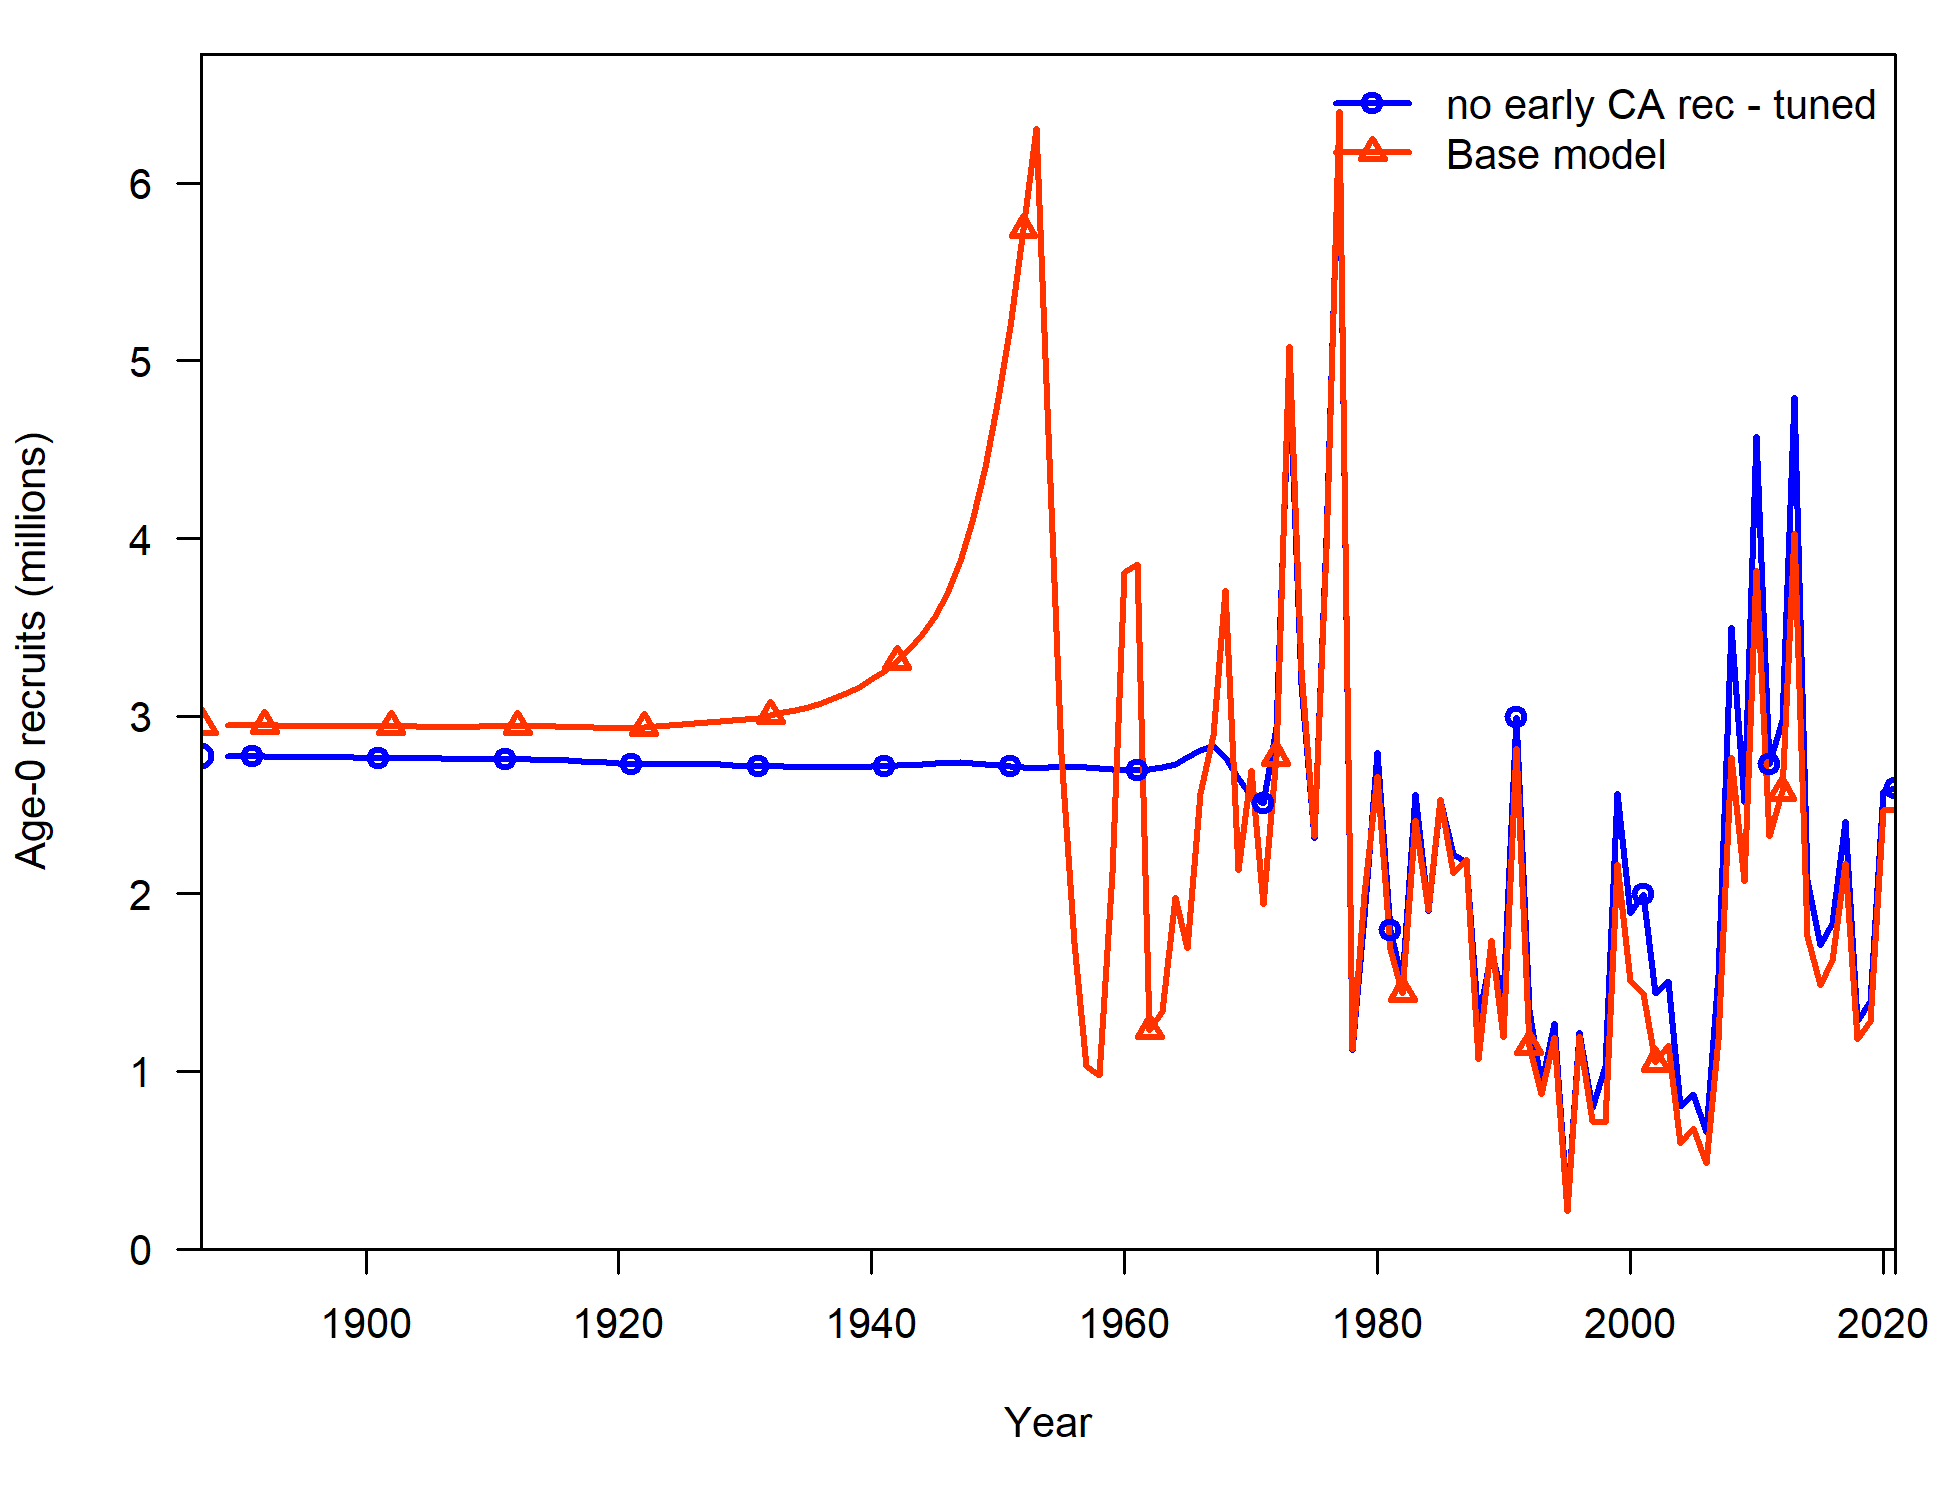 no early CA rec - tuned
Base model
Age-0 recruits (millions)
6
5
4
3
2
1
0
1900 1920 1940 1960 1980 2000 2020
Year